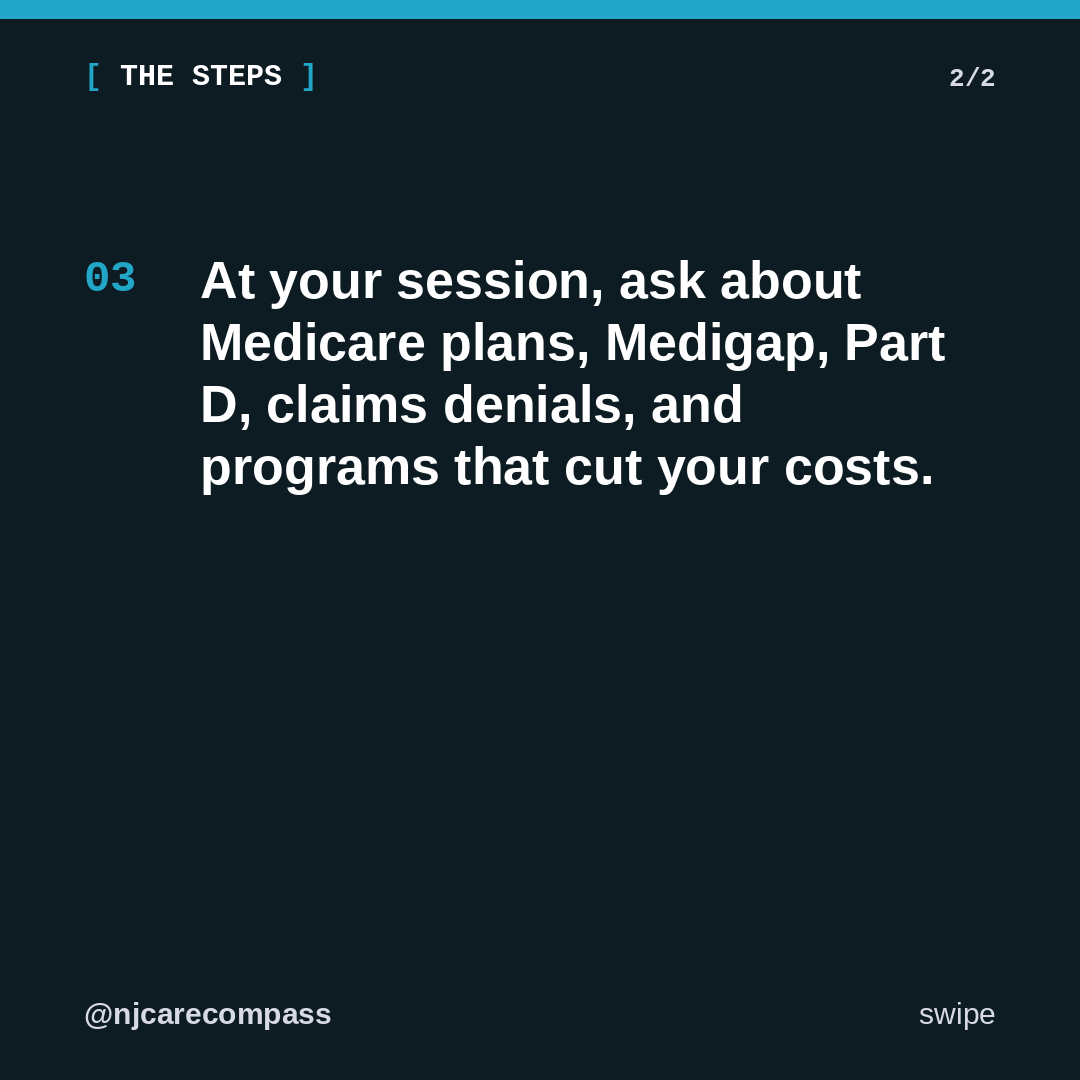 [ THE STEPS ]
2/2
03
At your session, ask about
Medicare plans, Medigap, Part
D, claims denials, and
programs that cut your costs.
@njcarecompass
swipe